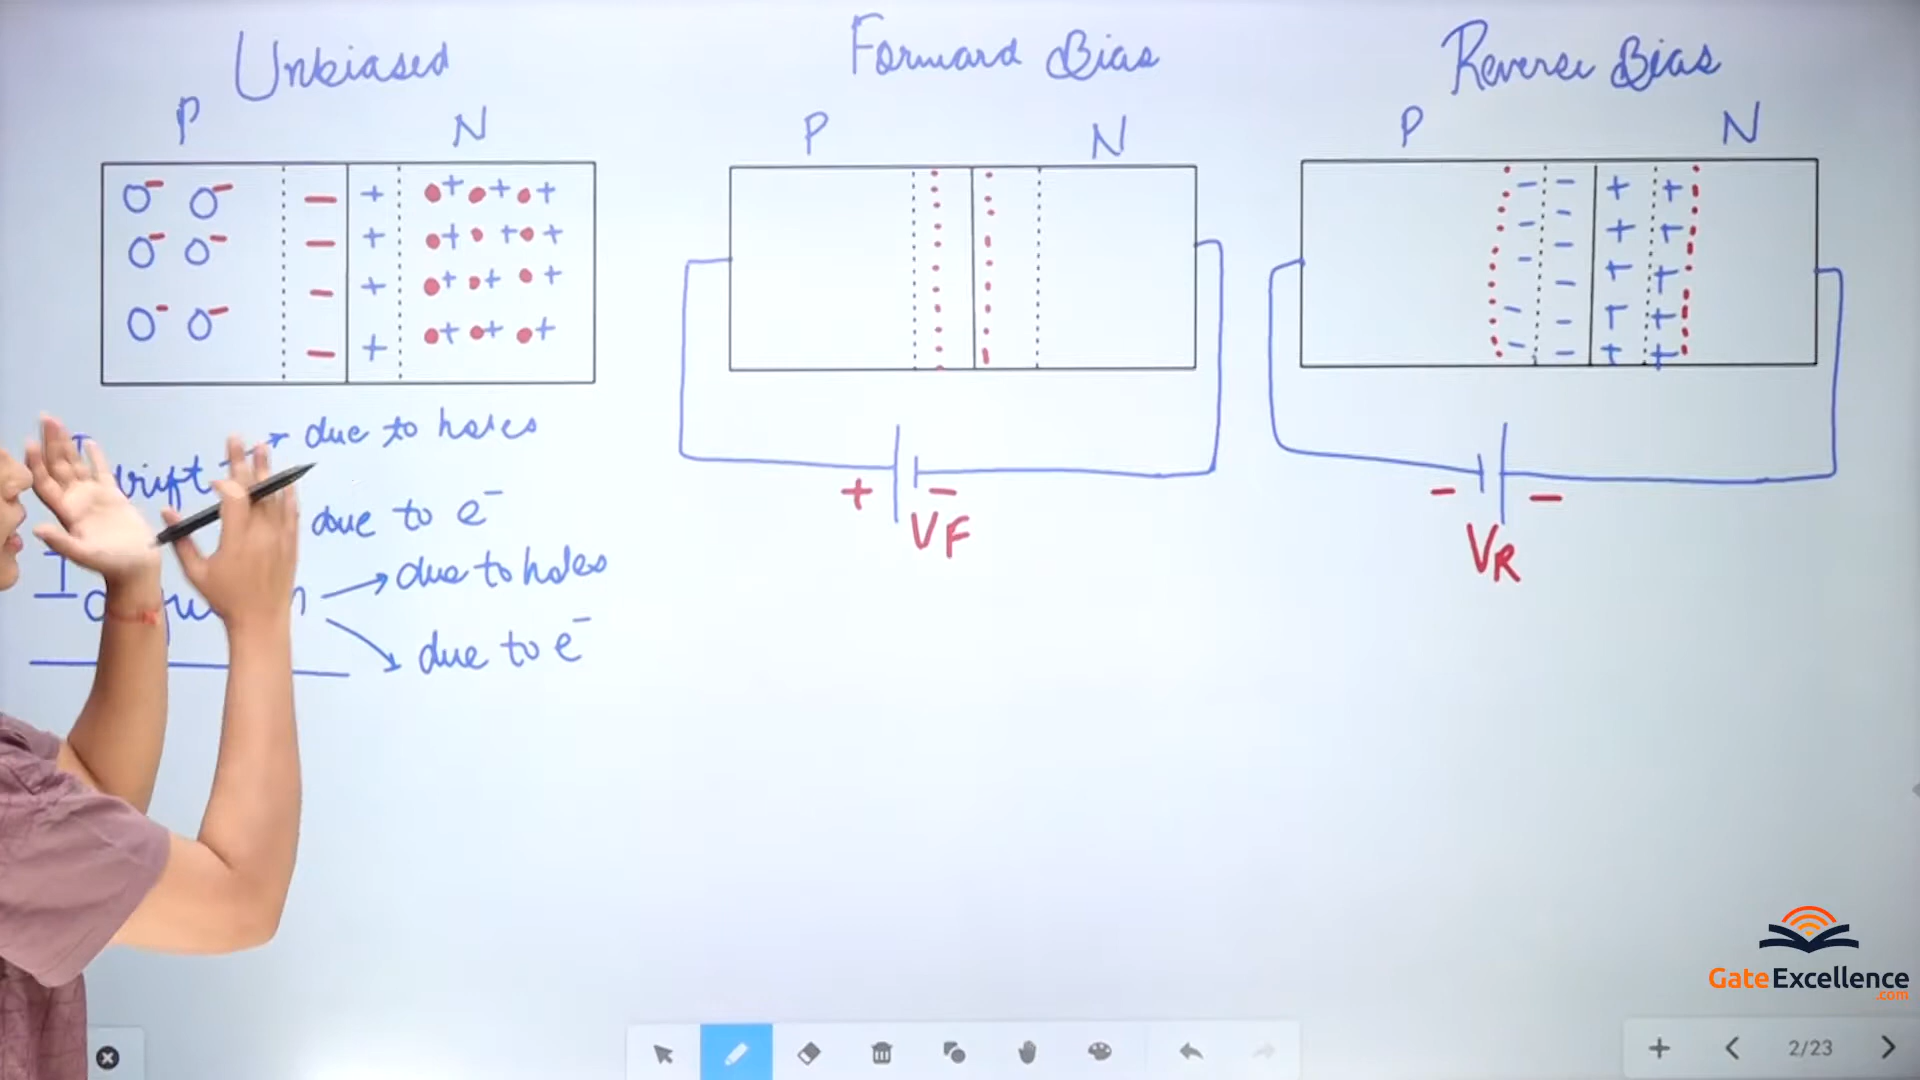 Unbiased
P N
O- O- - + •+ •+ •+
O- O- - + •+ • +•+
- + •+ •+ •+
O- O- - + •+ •+ •+
due to holes
drift
due to e-
I
due to holes
due to e-
Forward Bias
P N
+ -
VF
Reverse Bias
P N
- - + +
- - + +
- - + +
- - + +
- - + +
- -
VR
GateExcellence
.com
2/23